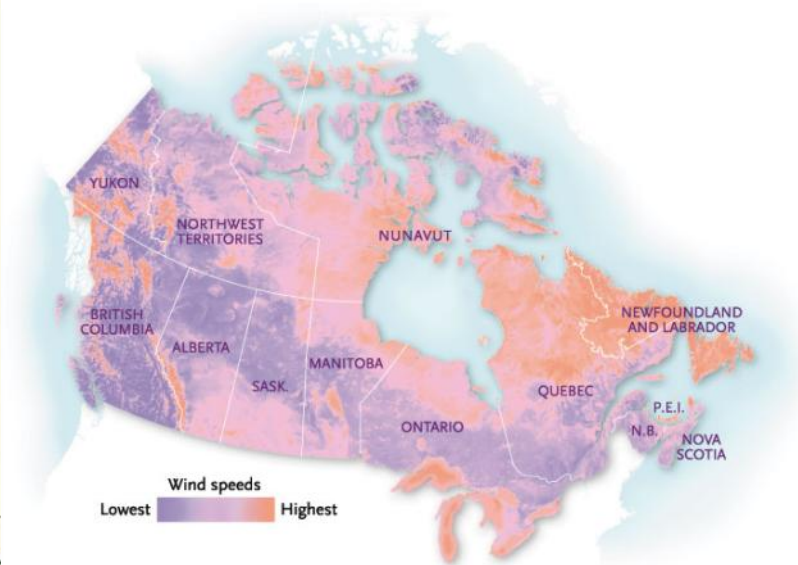 YUKON
NORTHWEST
TERRITORIES
NUNAVUT
BRITISH
COLUMBIA
ALBERTA
SASK.
MANITOBA
ONTARIO
QUEBEC
NEWFOUNDLAND
AND LABRADOR
P.E.I.
N.B.
NOVA
SCOTIA
Wind speeds
Lowest
Highest